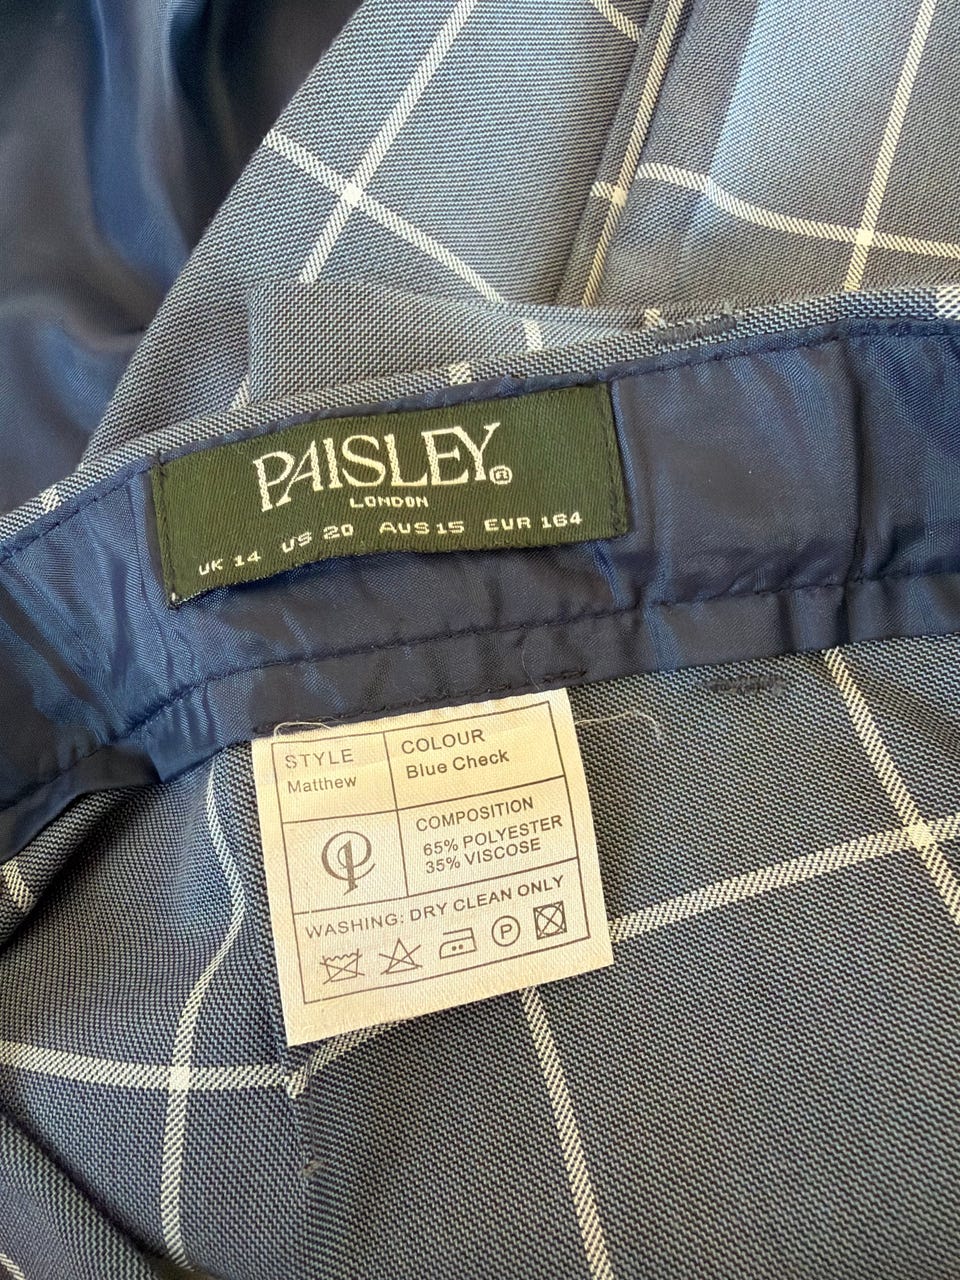 PAISLEY®
LONDON
UK 14 US 20 AUS 15 EUR 164
STYLE
Matthew
COLOUR
Blue Check
COMPOSITION
65% POLYESTER
35% VISCOSE
WASHING: DRY CLEAN ONLY
P